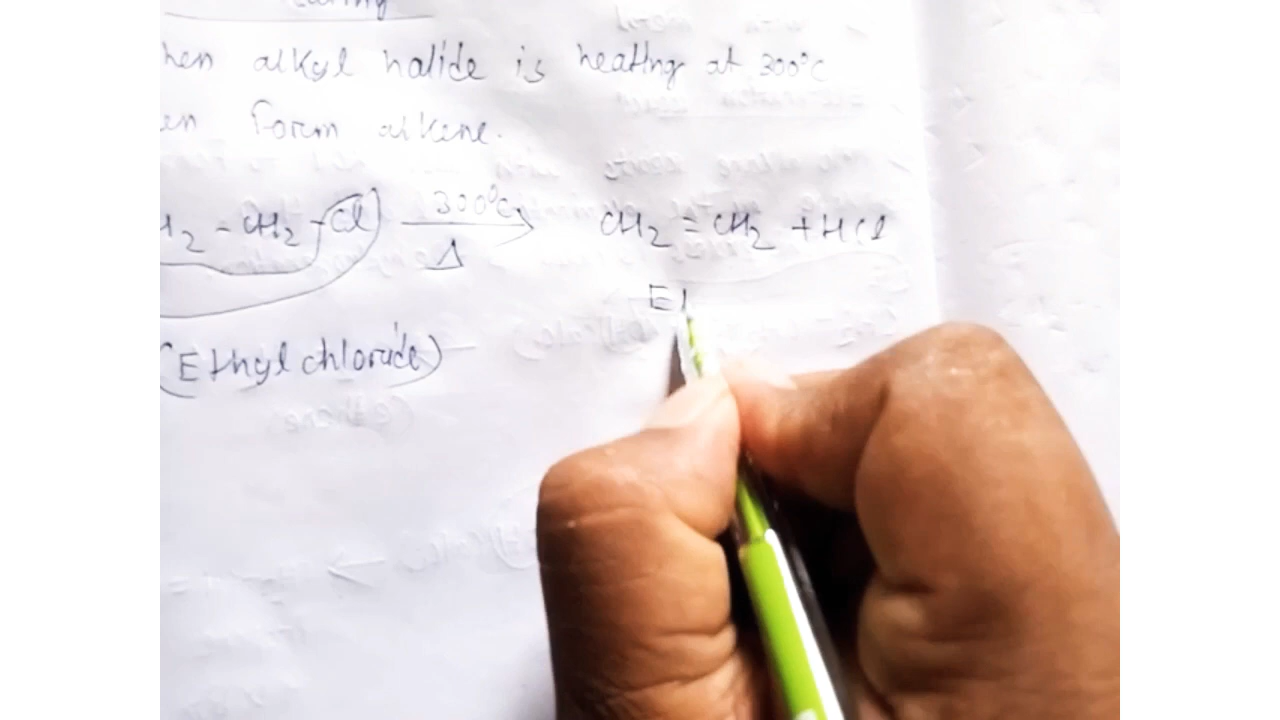 hen alkyl halide is heating at 300°C
en form alkene.
H2 - CH2 - Cl 300°C Δ CH2 = CH2 + HCl
Et
(Ethyl chloride)